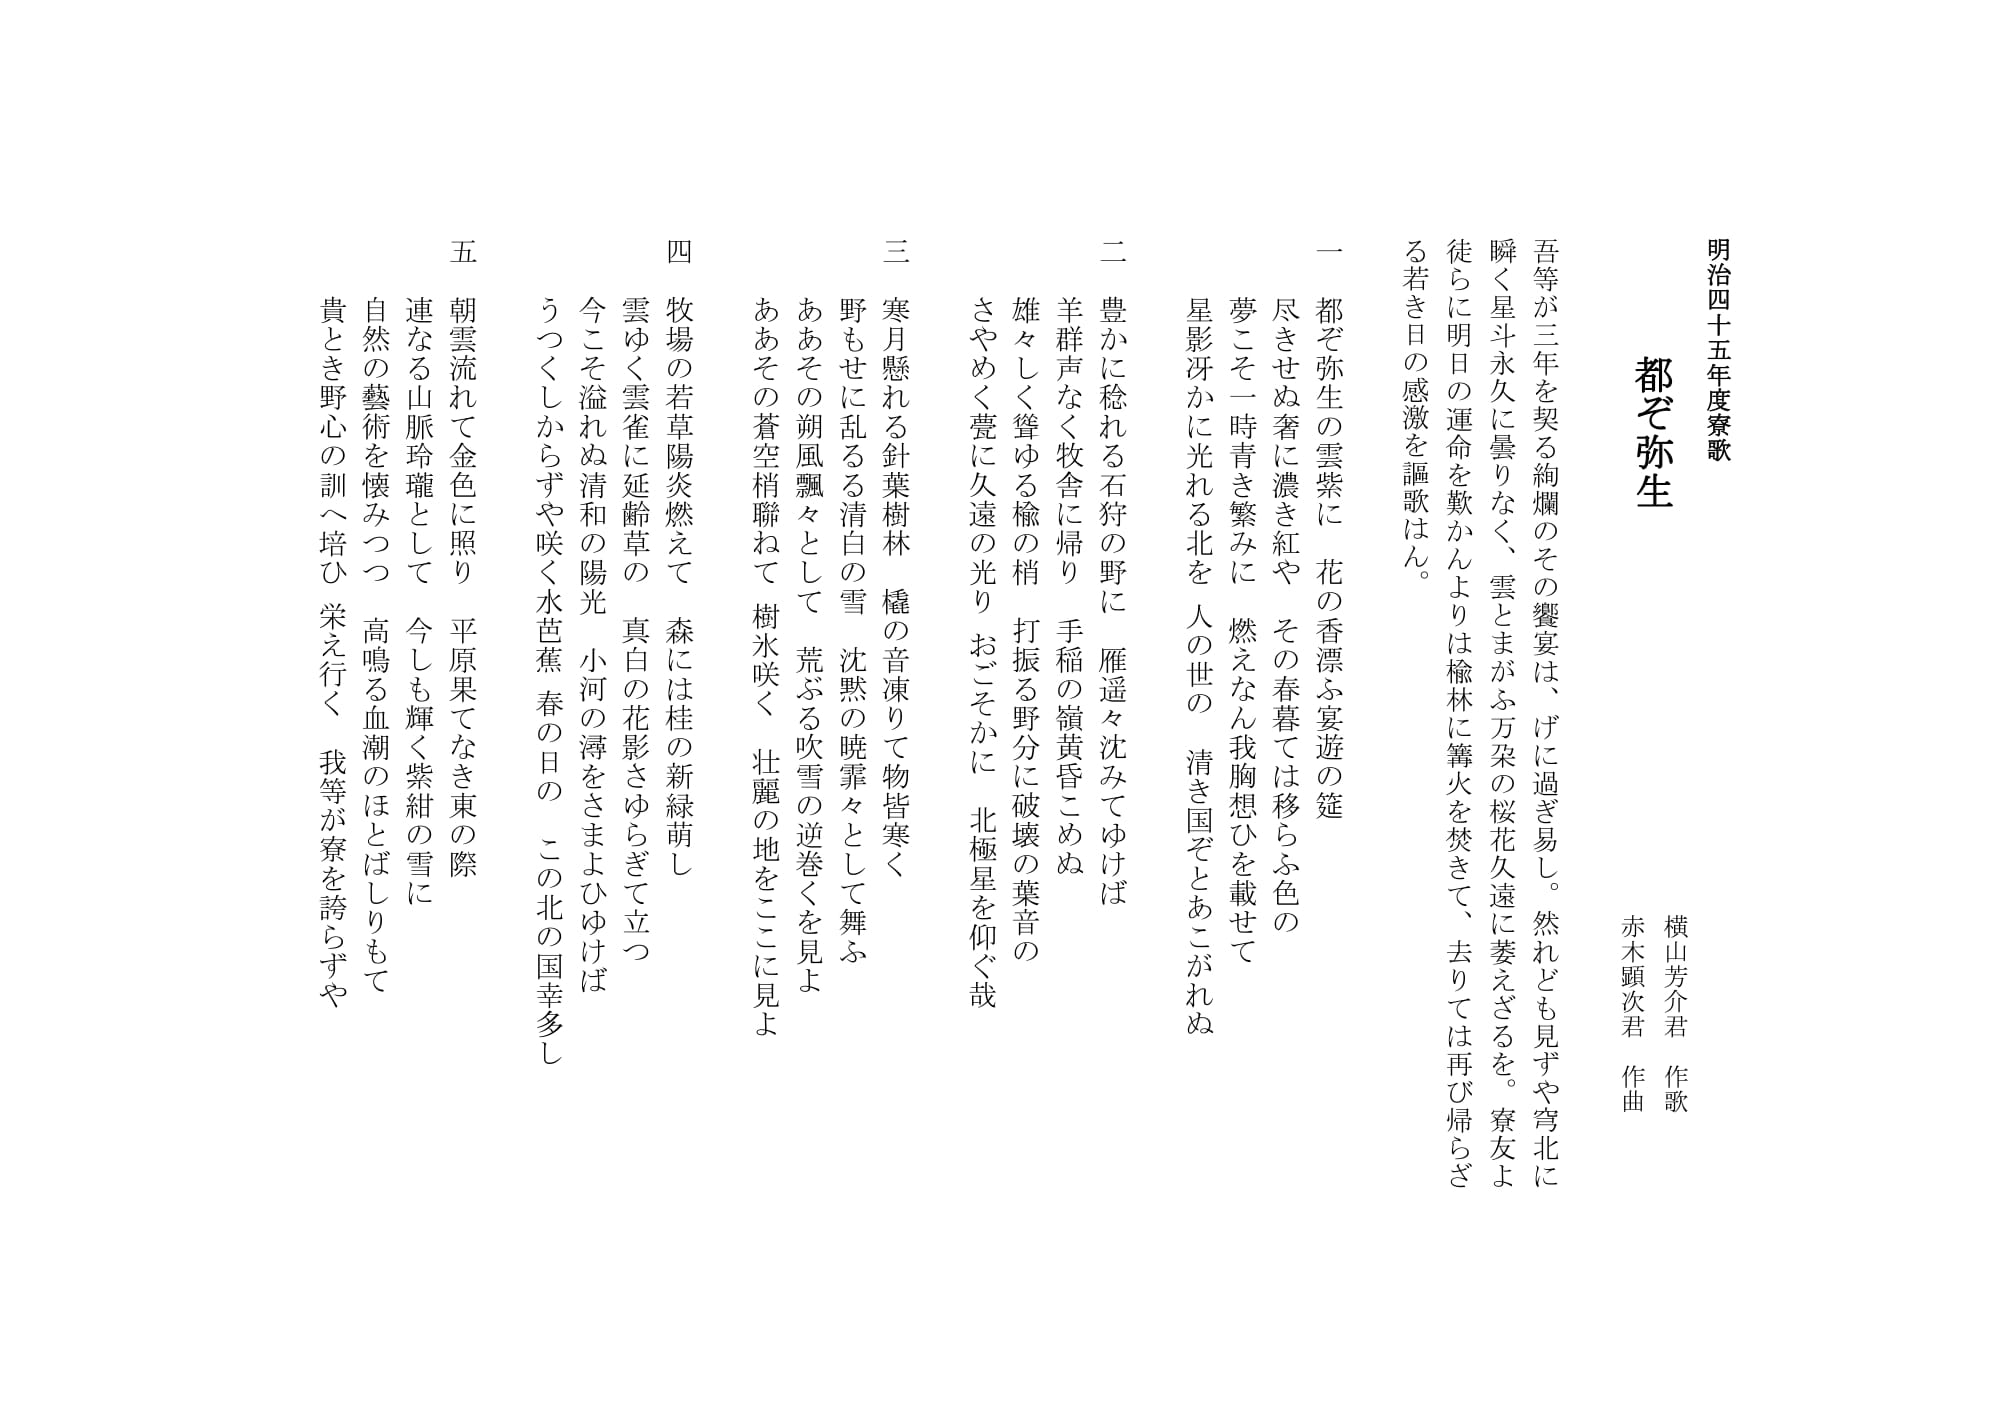 明治四十五年度寮歌
都ぞ弥生
横山芳介君　作歌
赤木顕次君　作曲
吾等が三年を契る絢爛のその饗宴は、げに過ぎ易し。然れども見ずや穹北に
瞬く星斗永久に曇りなく、雲とまがふ万朶の桜花久遠に萎えざるを。寮友よ
徒らに明日の運命を歎かんよりは楡林に篝火を焚きて、去りては再び帰らざ
る若き日の感激を謳歌はん。
一　都ぞ弥生の雲紫に　花の香漂ふ宴遊の筵
尽きせぬ奢に濃き紅や　その春暮ては移らふ色の
夢こそ一時青き繁みに　燃えなん我胸想ひを載せて
星影冴かに光れる北を　人の世の　清き国ぞとあこがれぬ
二　豊かに稔れる石狩の野に　雁遥々沈みてゆけば
羊群声なく牧舎に帰り　手稲の嶺黄昏こめぬ
雄々しく聳ゆる楡の梢　打振る野分に破壊の葉音の
さやめく甍に久遠の光り　おごそかに　北極星を仰ぐ哉
三　寒月懸れる針葉樹林　橇の音凍りて物皆寒く
野もせに乱るる清白の雪　沈黙の暁霏々として舞ふ
ああその朔風飄々として　荒ぶる吹雪の逆巻くを見よ
ああその蒼空梢聯ねて　樹氷咲く　壮麗の地をここに見よ
四　牧場の若草陽炎燃えて　森には桂の新緑萌し
雲ゆく雲雀に延齢草の　真白の花影さゆらぎて立つ
今こそ溢れぬ清和の陽光　小河の潯をさまよひゆけば
うつくしからずや咲く水芭蕉　春の日の　この北の国幸多し
五　朝雲流れて金色に照り　平原果てなき東の際
連なる山脈玲瓏として　今しも輝く紫紺の雪に
自然の藝術を懐みつつ　高鳴る血潮のほとばしりもて
貴とき野心の訓へ培ひ　栄え行く　我等が寮を誇らずや